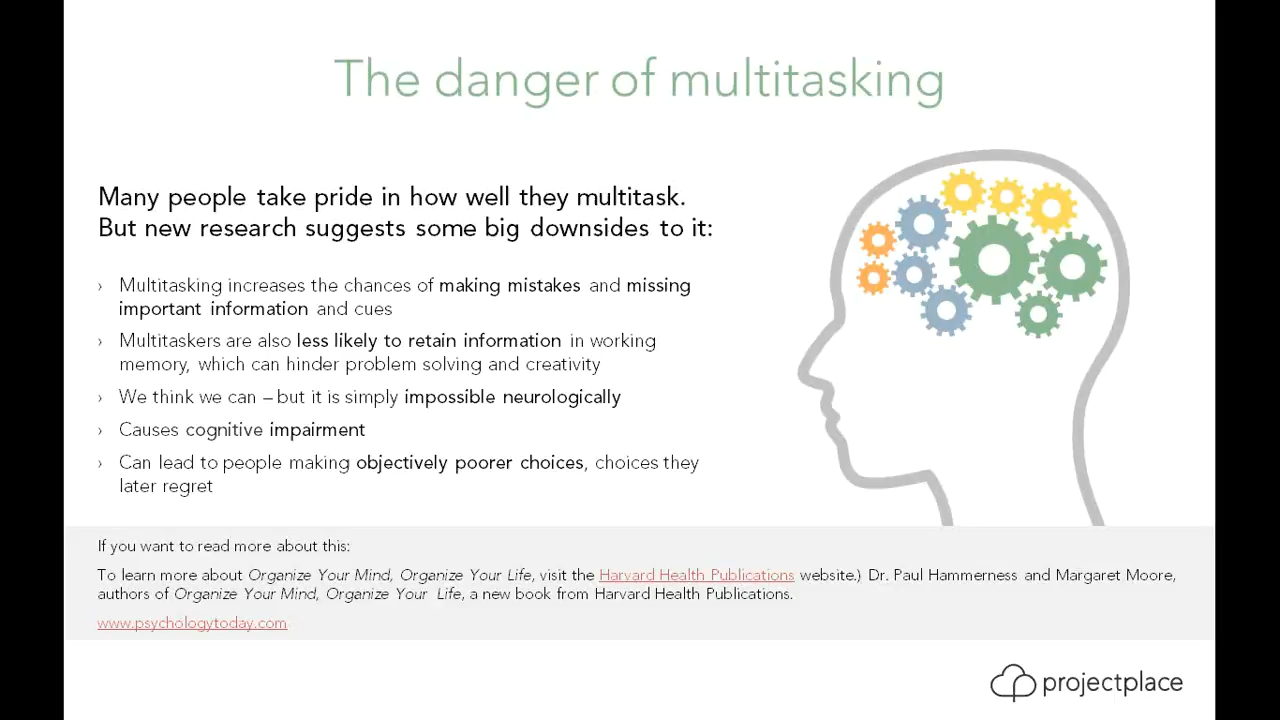 The danger of multitasking
Many people take pride in how well they multitask.
But new research suggests some big downsides to it:
› Multitasking increases the chances of making mistakes and missing
important information and cues
› Multitaskers are also less likely to retain information in working
memory, which can hinder problem solving and creativity
› We think we can – but it is simply impossible neurologically
› Causes cognitive impairment
› Can lead to people making objectively poorer choices, choices they
later regret
If you want to read more about this:
To learn more about Organize Your Mind, Organize Your Life, visit the Harvard Health Publications website.) Dr. Paul Hammerness and Margaret Moore,
authors of Organize Your Mind, Organize Your Life, a new book from Harvard Health Publications.
www.psychologytoday.com
projectplace